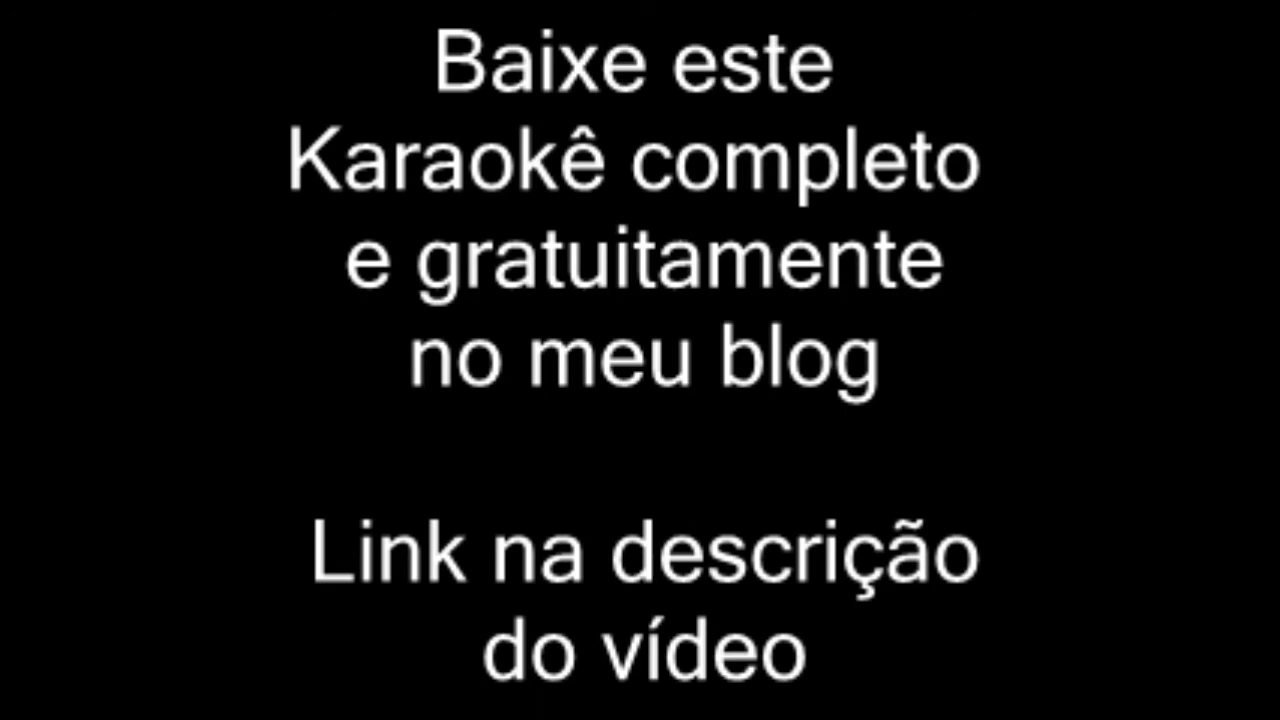 Baixe este
Karaokê completo
e gratuitamente
no meu blog
Link na descrição
do vídeo